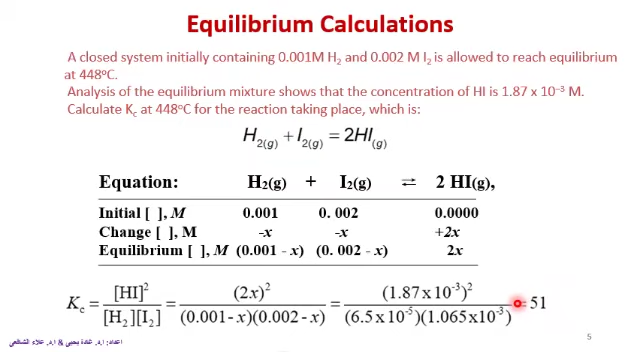 Equilibrium Calculations
A closed system initially containing 0.001M H₂ and 0.002 M I₂ is allowed to reach equilibrium
at 448ºC.
Analysis of the equilibrium mixture shows that the concentration of HI is 1.87 x 10⁻³ M.
Calculate Kc at 448ºC for the reaction taking place, which is:
H₂(g) + I₂(g) = 2HI(g)
Equation: H₂(g) + I₂(g) ⇄ 2 HI(g),
Initial [ ], M 0.001 0. 002 0.0000
Change [ ], M -x -x +2x
Equilibrium [ ], M (0.001 - x) (0. 002 - x) 2x
Kc = [HI]² / [H₂][I₂] = (2x)² / (0.001 - x)(0.002 - x) = (1.87 x 10⁻³)² / (6.5 x 10⁻⁵)(1.065 x 10⁻³) = 51
5
اعداد: ا.د. غادة يحيى & ا.د. علاء الشافعي